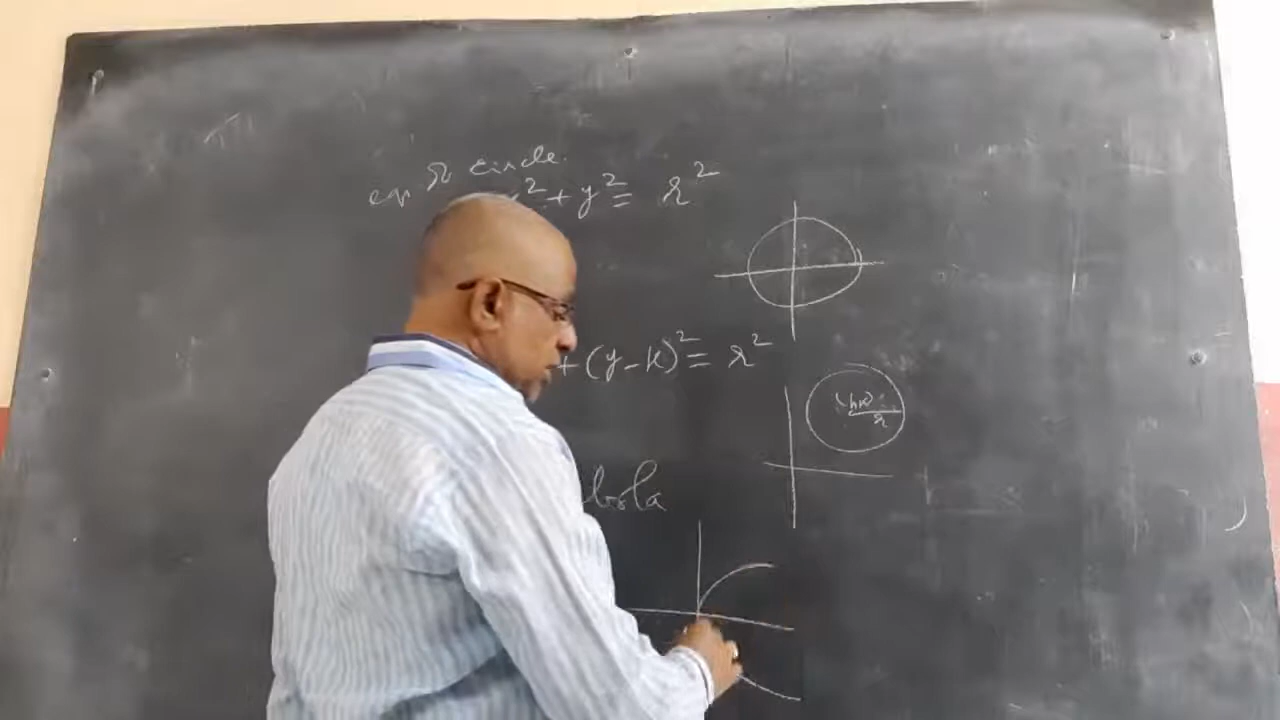 eqn of circle.
x² + y² = r²
+ (y - k)² = r²
(h,k)
r
bola